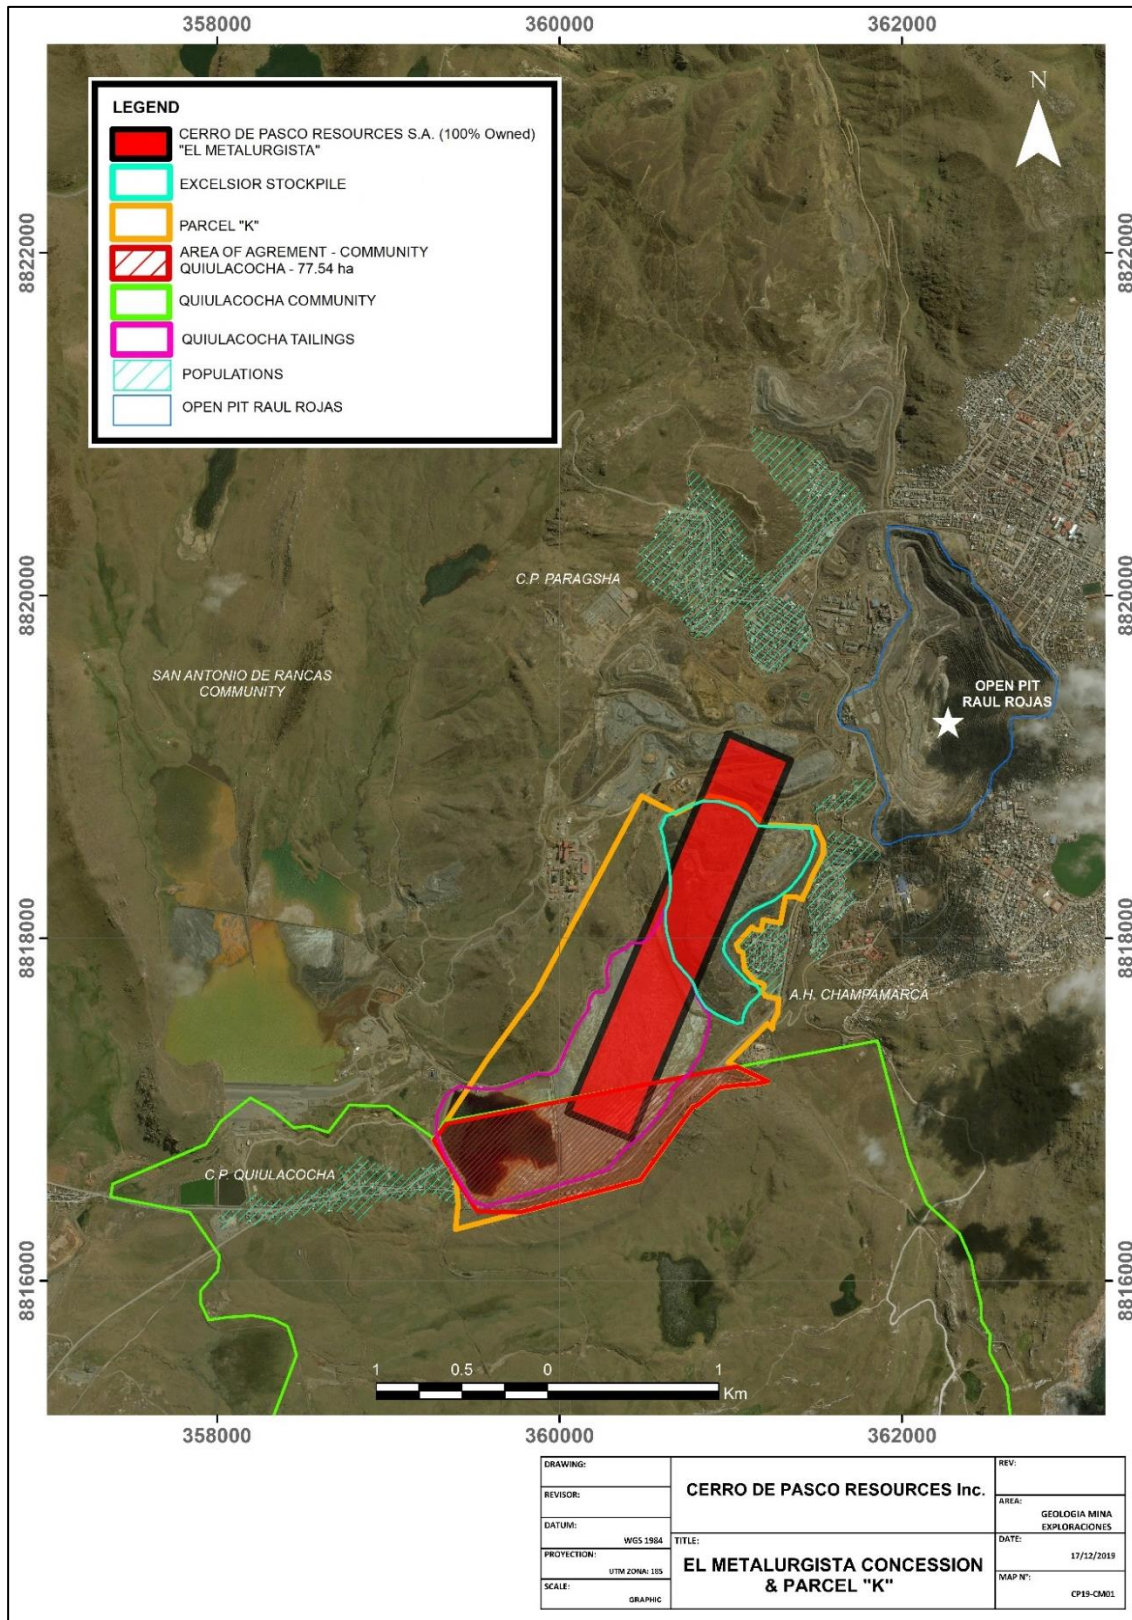 358000
360000
362000
N
LEGEND
CERRO DE PASCO RESOURCES S.A. (100% Owned)
"EL METALURGISTA"
EXCELSIOR STOCKPILE
PARCEL "K"
AREA OF AGREMENT - COMMUNITY
QUIULACOCHA - 77.54 ha
QUIULACOCHA COMMUNITY
QUIULACOCHA TAILINGS
POPULATIONS
OPEN PIT RAUL ROJAS
8822000
8822000
C.P. PARAGSHA
8820000
8820000
SAN ANTONIO DE RANCAS
COMMUNITY
OPEN PIT
RAUL ROJAS
8818000
8818000
A.H. CHAMPAMARCA
C.P. QUIULACOCHA
8816000
8816000
1 0.5 0 1
Km
358000
360000
362000
DRAWING:
REVISOR:
DATUM:
WGS 1984
PROYECTION:
UTM ZONA: 18S
SCALE:
GRAPHIC
CERRO DE PASCO RESOURCES Inc.
TITLE:
EL METALURGISTA CONCESSION
& PARCEL "K"
REV:
AREA:
GEOLOGIA MINA
EXPLORACIONES
DATE:
17/12/2019
MAP N°:
CP19-CM01